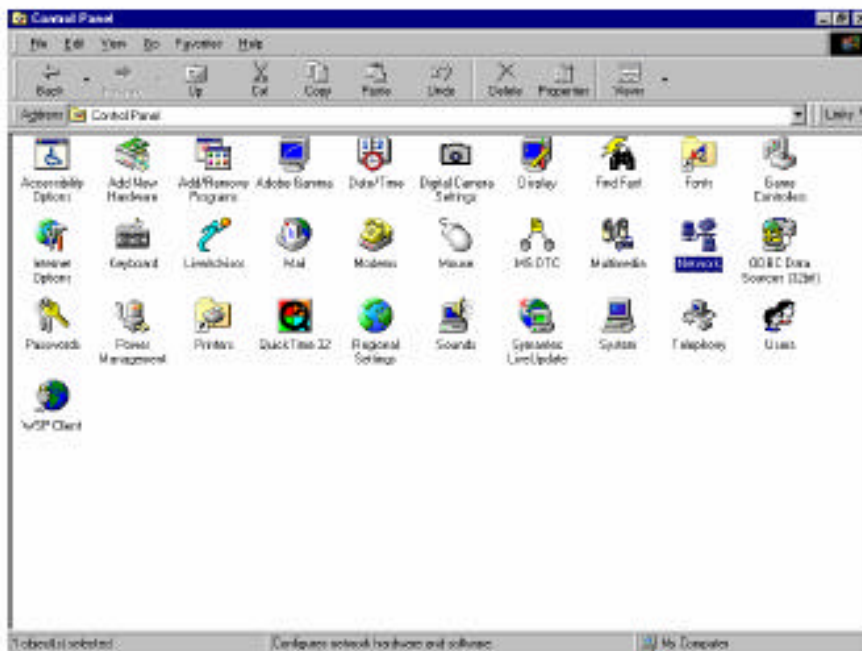 Control Panel
File Edit View Go Favorites Help
Back Forward Up Cut Copy Paste Undo Delete Properties Views
Address Control Panel Links
Accessibility Options
Add New Hardware
Add/Remove Programs
Adobe Gamma
Date/Time
Digital Camera Settings
Display
Find Fast
Fonts
Game Controllers
Internet Options
Keyboard
LiveAdvisor
Mail
Modems
Mouse
MS DTC
Multimedia
Network
ODBC Data Sources (32bit)
Passwords
Power Management
Printers
QuickTime 32
Regional Settings
Sounds
Symantec LiveUpdate
System
Telephony
Users
WSP Client
1 object(s) selected
Configures network hardware and software.
My Computer